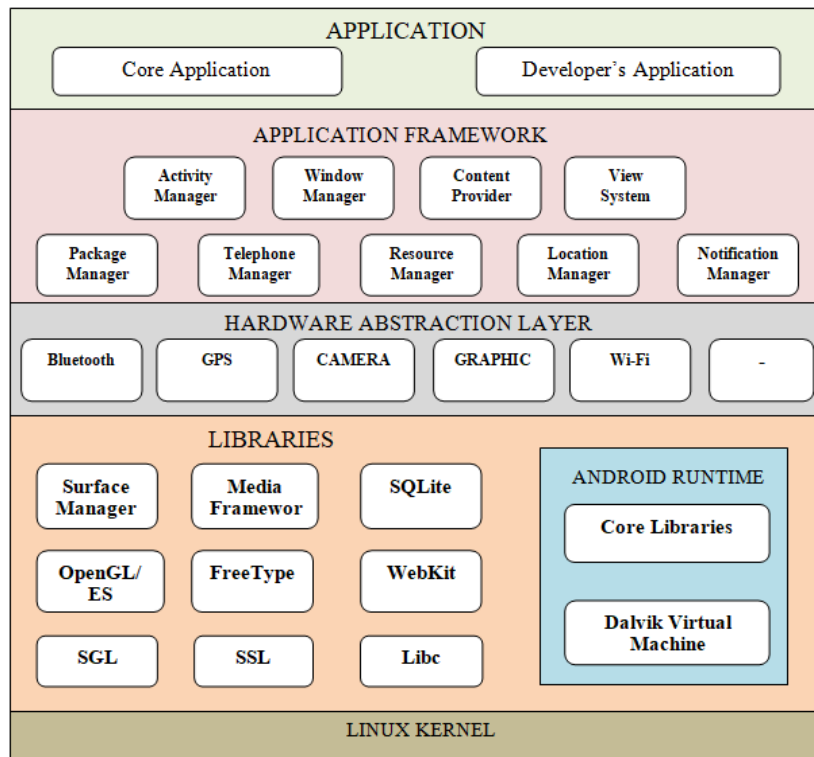 APPLICATION
Core Application
Developer's Application
APPLICATION FRAMEWORK
Activity
Manager
Window
Manager
Content
Provider
View
System
Package
Manager
Telephone
Manager
Resource
Manager
Location
Manager
Notification
Manager
HARDWARE ABSTRACTION LAYER
Bluetooth
GPS
CAMERA
GRAPHIC
Wi-Fi
-
LIBRARIES
Surface
Manager
Media
Framewor
SQLite
OpenGL/
ES
FreeType
WebKit
SGL
SSL
Libc
ANDROID RUNTIME
Core Libraries
Dalvik Virtual
Machine
LINUX KERNEL